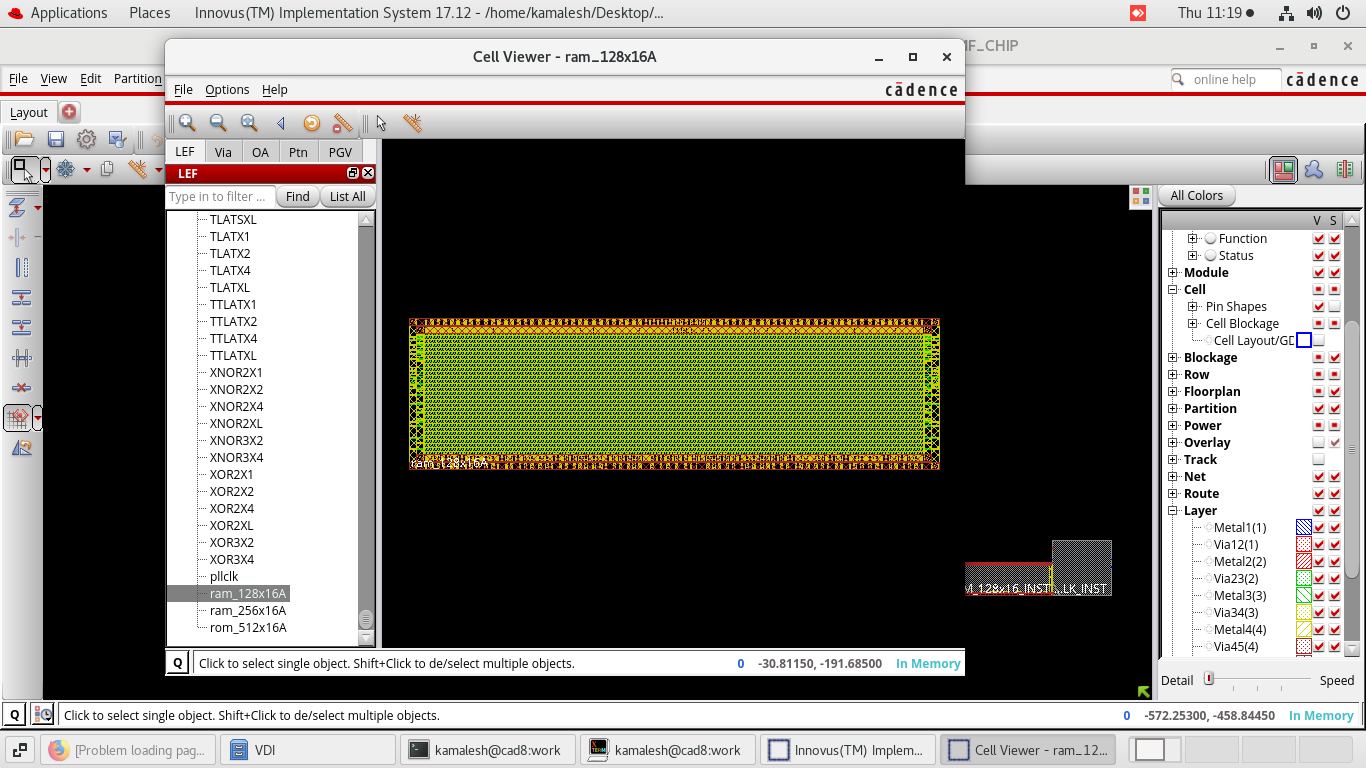 Applications Places Innovus(TM) Implementation System 17.12 - /home/kamalesh/Desktop/... Thu 11:19
IF_CHIP
Cell Viewer - ram_128x16A
File View Edit Partition
File Options Help
cādence
online help
cādence
Layout
LEF Via OA Ptn PGV
LEF
Type in to filter ... Find List All
All Colors
V S
TLATSXL
TLATX1
TLATX2
TLATX4
TLATXL
TTLATX1
TTLATX2
TTLATX4
TTLATXL
XNOR2X1
XNOR2X2
XNOR2X4
XNOR2XL
XNOR3X2
XNOR3X4
XOR2X1
XOR2X2
XOR2X4
XOR2XL
XOR3X2
XOR3X4
pllclk
ram_128x16A
ram_256x16A
rom_512x16A
ram_128x16A
M_128x16_INST
...LK_INST
Function
Status
Module
Cell
Pin Shapes
Cell Blockage
Cell Layout/GD
Blockage
Row
Floorplan
Partition
Power
Overlay
Track
Net
Route
Layer
Metal1(1)
Via12(1)
Metal2(2)
Via23(2)
Metal3(3)
Via34(3)
Metal4(4)
Via45(4)
Detail Speed
Q Click to select single object. Shift+Click to de/select multiple objects. 0 -30.81150, -191.68500 In Memory
Q Click to select single object. Shift+Click to de/select multiple objects. 0 -572.25300, -458.84450 In Memory
[Problem loading pag... VDI kamalesh@cad8:work kamalesh@cad8:work Innovus(TM) Implem... Cell Viewer - ram_12...